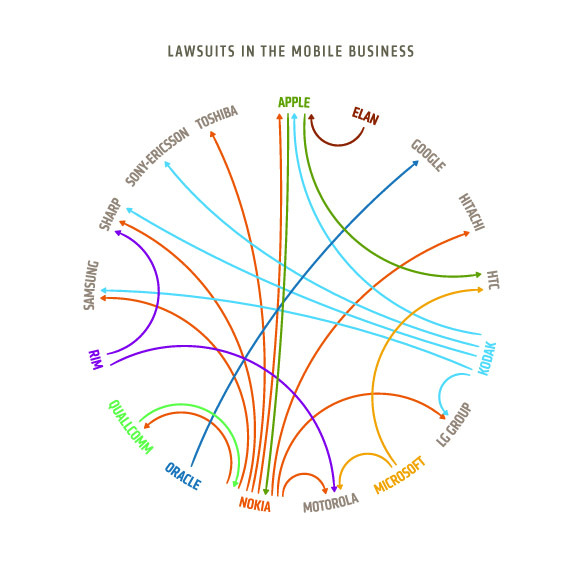 LAWSUITS IN THE MOBILE BUSINESS
APPLE
ELAN
GOOGLE
HITACHI
HTC
KODAK
LG GROUP
MICROSOFT
MOTOROLA
NOKIA
ORACLE
QUALLCOMM
RIM
SAMSUNG
SHARP
SONY-ERICSSON
TOSHIBA